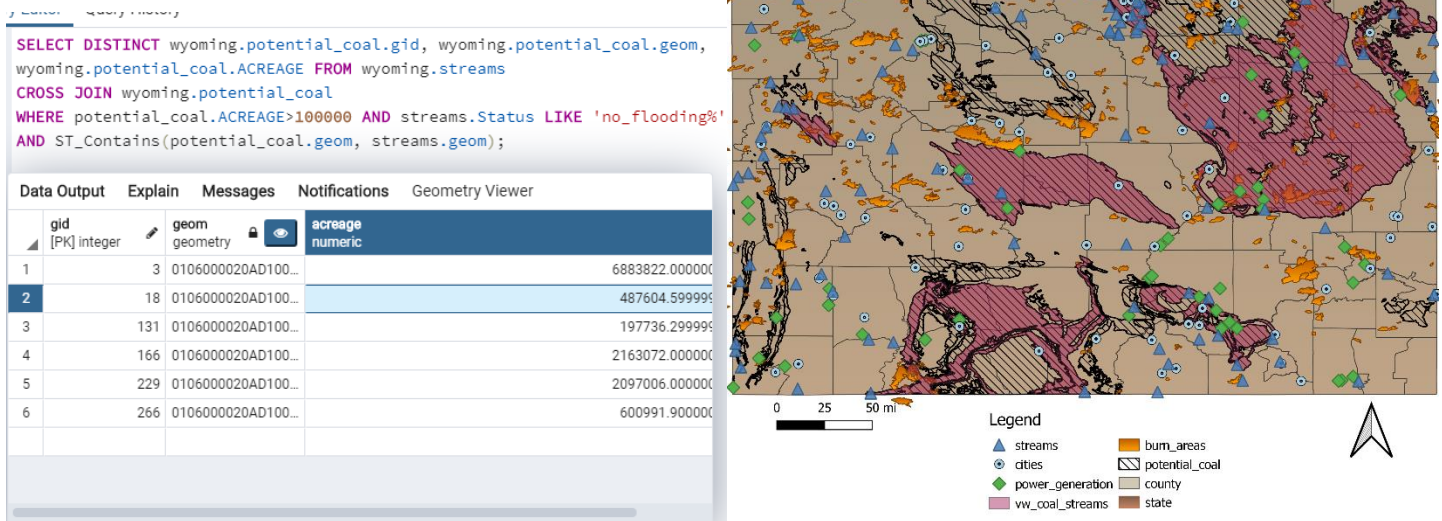 Query History
SELECT DISTINCT wyoming.potential_coal.gid, wyoming.potential_coal.geom,
wyoming.potential_coal.ACREAGE FROM wyoming.streams
CROSS JOIN wyoming.potential_coal
WHERE potential_coal.ACREAGE>100000 AND streams.Status LIKE 'no_flooding%'
AND ST_Contains(potential_coal.geom, streams.geom);
Data Output Explain Messages Notifications Geometry Viewer
gid geom acreage
[PK] integer geometry numeric
1 3 0106000020AD100... 6883822.000000
2 18 0106000020AD100... 487604.599999
3 131 0106000020AD100... 197736.299999
4 166 0106000020AD100... 2163072.000000
5 229 0106000020AD100... 2097006.000000
6 266 0106000020AD100... 600991.900000
0 25 50 mi
Legend
streams burn_areas
cities potential_coal
power_generation county
vw_coal_streams state